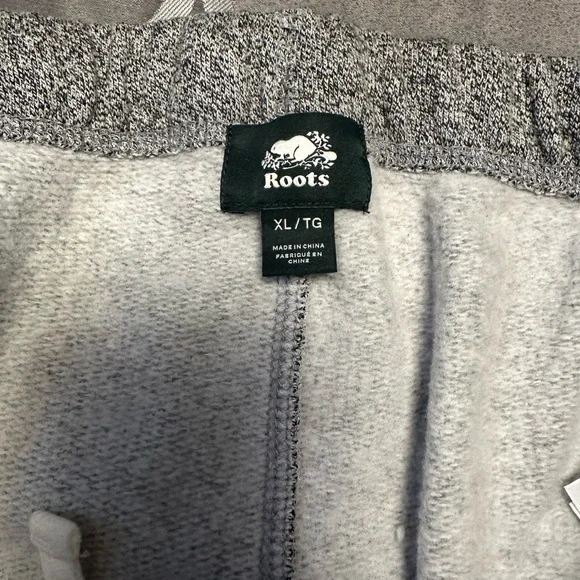 Roots
XL/TG
MADE IN CHINA
FABRIQUÉ EN
CHINE